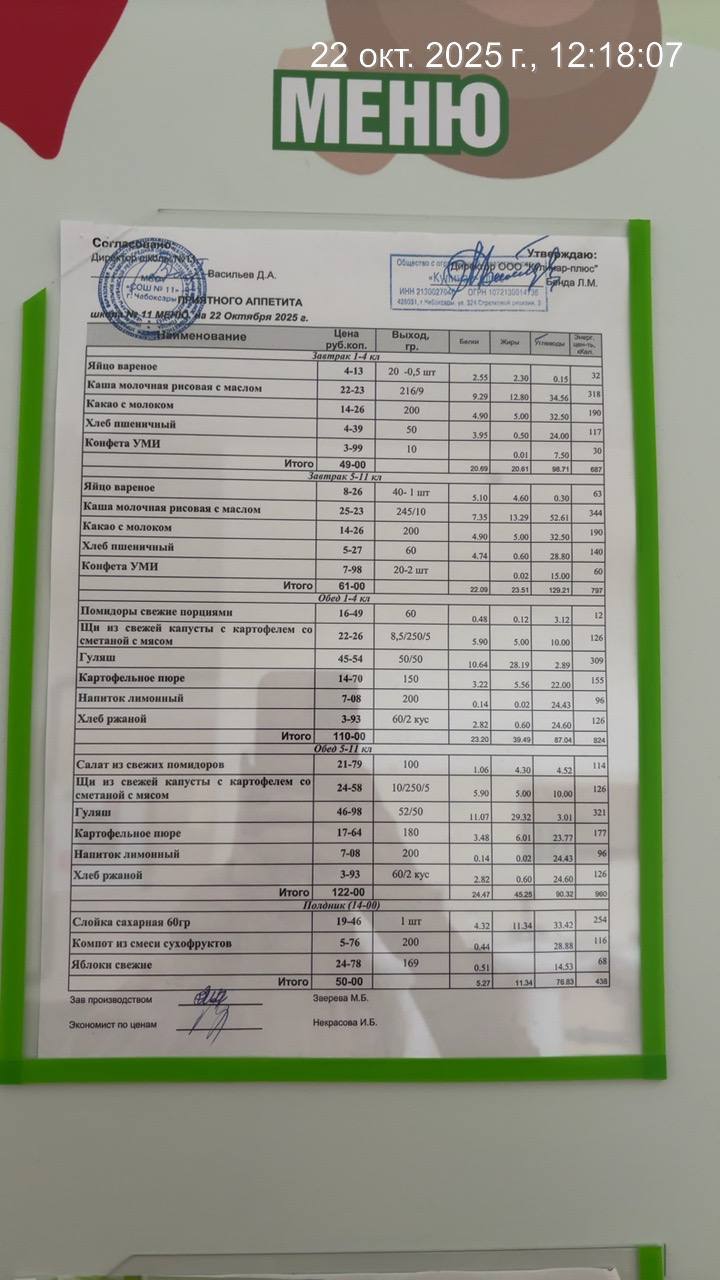 22 окт. 2025 г., 12:18:07
МЕНЮ
Согласовано:
Утверждаю:
Директор школы №11
Директор ООО "Кулинар-плюс"
Васильев Д.А.
Банда Л.М.
СОШ № 11
г. Чебоксары
ПРИЯТНОГО АППЕТИТА
школа № 11 МЕНЮ на 22 Октября 2025 г.
Наименование Цена руб.коп. Выход, гр. Белки Жиры Углеводы Энерг. цен-ть, кКал.
Завтрак 1-4 кл
Яйцо вареное 4-13 20 -0,5 шт 2.55 2.30 0.15 32
Каша молочная рисовая с маслом 22-23 216/9 9.29 12.80 34.56 318
Какао с молоком 14-26 200 4.90 5.00 32.50 190
Хлеб пшеничный 4-39 50 3.95 0.50 24.00 117
Конфета УМИ 3-99 10 0.01 7.50 30
Итого 49-00 20.69 20.61 98.71 687
Завтрак 5-11 кл
Яйцо вареное 8-26 40- 1 шт 5.10 4.60 0.30 63
Каша молочная рисовая с маслом 25-23 245/10 7.35 13.29 52.61 344
Какао с молоком 14-26 200 4.90 5.00 32.50 190
Хлеб пшеничный 5-27 60 4.74 0.60 28.80 140
Конфета УМИ 7-98 20-2 шт 0.02 15.00 60
Итого 61-00 22.09 23.51 129.21 797
Обед 1-4 кл
Помидоры свежие порциями 16-49 60 0.48 0.12 3.12 12
Щи из свежей капусты с картофелем со
сметаной с мясом 22-26 8,5/250/5 5.90 5.00 10.00 126
Гуляш 45-54 50/50 10.64 28.19 2.89 309
Картофельное пюре 14-70 150 3.22 5.56 22.00 155
Напиток лимонный 7-08 200 0.14 0.02 24.43 96
Хлеб ржаной 3-93 60/2 кус 2.82 0.60 24.60 126
Итого 110-00 23.20 39.49 87.04 824
Обед 5-11 кл
Салат из свежих помидоров 21-79 100 1.06 4.30 4.52 114
Щи из свежей капусты с картофелем со
сметаной с мясом 24-58 10/250/5 5.90 5.00 10.00 126
Гуляш 46-98 52/50 11.07 29.32 3.01 321
Картофельное пюре 17-64 180 3.48 6.01 23.77 177
Напиток лимонный 7-08 200 0.14 0.02 24.43 96
Хлеб ржаной 3-93 60/2 кус 2.82 0.60 24.60 126
Итого 122-00 24.47 45.25 90.32 960
Полдник (14-00)
Слойка сахарная 60гр 19-46 1 шт 4.32 11.34 33.42 254
Компот из смеси сухофруктов 5-76 200 0.44 28.88 116
Яблоки свежие 24-78 169 0.51 14.53 68
Итого 50-00 5.27 11.34 76.83 438
Зав производством Зверева М.Б.
Экономист по ценам Некрасова И.Б.